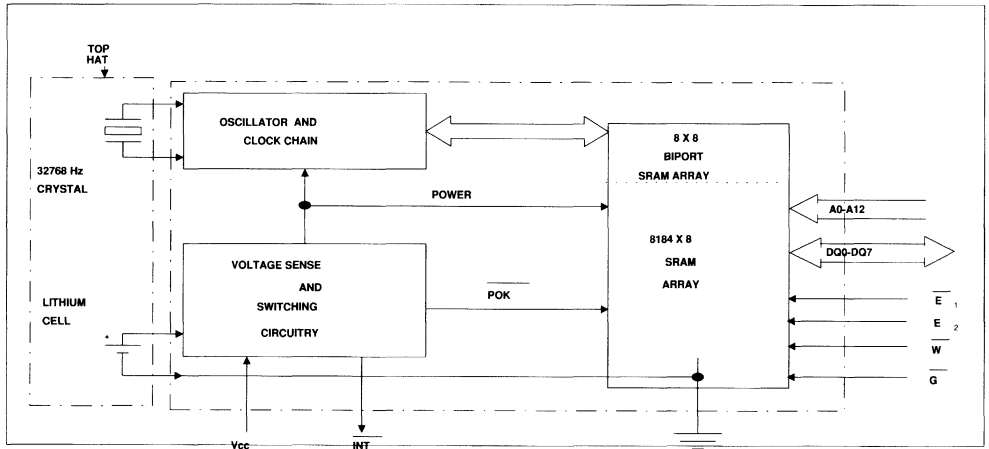 TOP
HAT
OSCILLATOR AND
CLOCK CHAIN
8 X 8
BIPORT
SRAM ARRAY
32768 Hz
CRYSTAL
POWER
A0-A12
8184 X 8
SRAM
ARRAY
DQ0-DQ7
VOLTAGE SENSE
AND
SWITCHING
CIRCUITRY
POK
LITHIUM
CELL
+
E 1
E 2
W
G
Vcc
INT